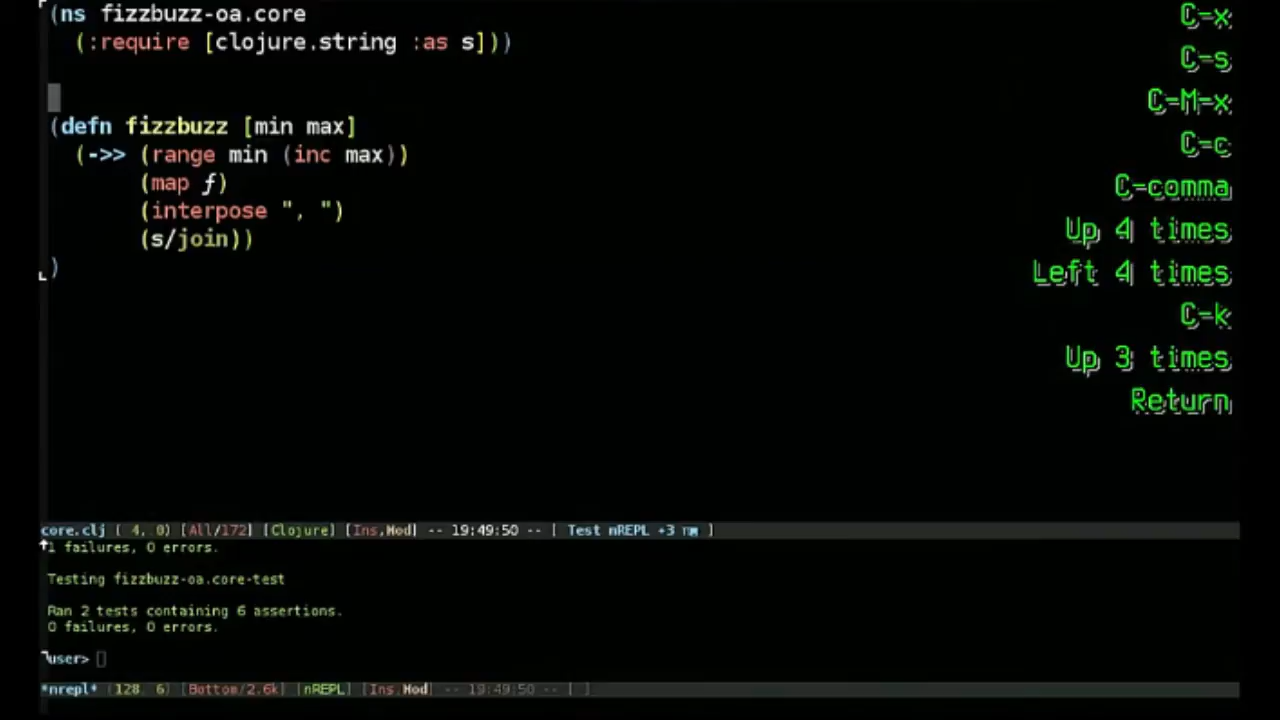 (ns fizzbuzz-oa.core
  (:require [clojure.string :as s]))
(defn fizzbuzz [min max]
  (->> (range min (inc max))
       (map ƒ)
       (interpose ", ")
       (s/join))
)
C-x
C-s
C-M-x
C-c
C-comma
Up 4 times
Left 4 times
C-k
Up 3 times
Return
core.clj ( 4, 0) [All/172] [Clojure] [Ins,Mod] -- 19:49:50 -- [ Test nREPL +3 ]
1 failures, 0 errors.
Testing fizzbuzz-oa.core-test
Ran 2 tests containing 6 assertions.
0 failures, 0 errors.
user>
*nrepl* (128, 6) [Bottom/2.6k] [nREPL] [Ins Mod] -- 19:49:50 -- [ ]